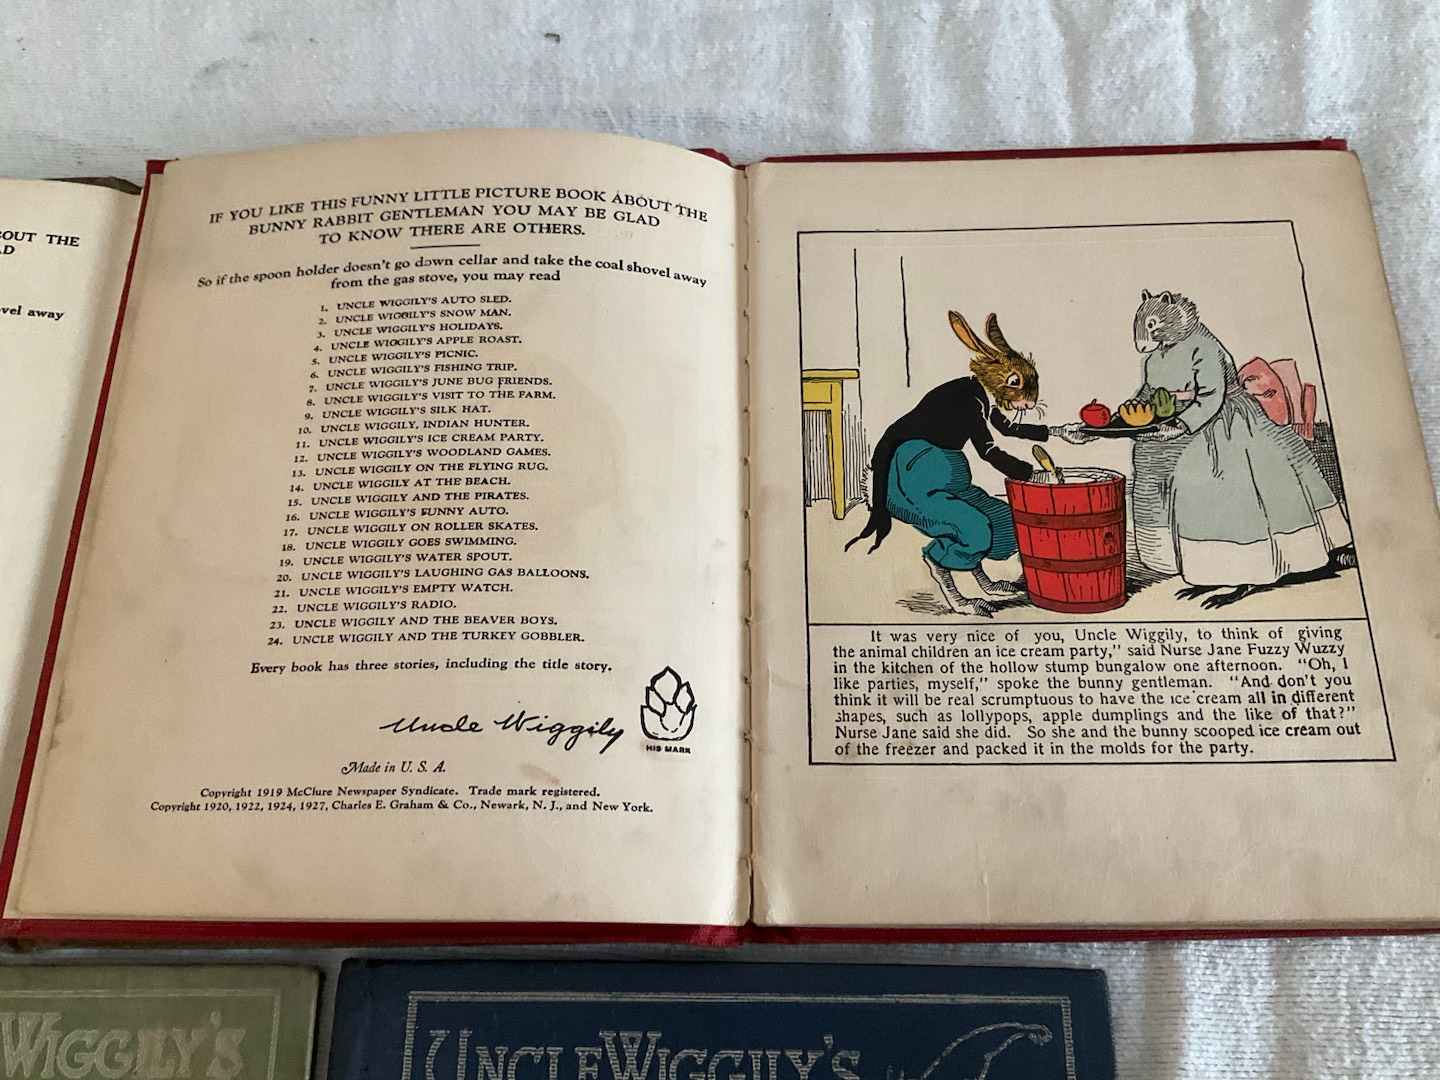 OUT THE
D
vel away
IF YOU LIKE THIS FUNNY LITTLE PICTURE BOOK ABOUT THE
BUNNY RABBIT GENTLEMAN YOU MAY BE GLAD
TO KNOW THERE ARE OTHERS.
So if the spoon holder doesn't go down cellar and take the coal shovel away
from the gas stove, you may read
1. UNCLE WIGGILY'S AUTO SLED.
2. UNCLE WIGGILY'S SNOW MAN.
3. UNCLE WIGGILY'S HOLIDAYS.
4. UNCLE WIGGILY'S APPLE ROAST.
5. UNCLE WIGGILY'S PICNIC.
6. UNCLE WIGGILY'S FISHING TRIP.
7. UNCLE WIGGILY'S JUNE BUG FRIENDS.
8. UNCLE WIGGILY'S VISIT TO THE FARM.
9. UNCLE WIGGILY'S SILK HAT.
10. UNCLE WIGGILY, INDIAN HUNTER.
11. UNCLE WIGGILY'S ICE CREAM PARTY.
12. UNCLE WIGGILY'S WOODLAND GAMES.
13. UNCLE WIGGILY ON THE FLYING RUG.
14. UNCLE WIGGILY AT THE BEACH.
15. UNCLE WIGGILY AND THE PIRATES.
16. UNCLE WIGGILY'S FUNNY AUTO.
17. UNCLE WIGGILY ON ROLLER SKATES.
18. UNCLE WIGGILY GOES SWIMMING.
19. UNCLE WIGGILY'S WATER SPOUT.
20. UNCLE WIGGILY'S LAUGHING GAS BALLOONS.
21. UNCLE WIGGILY'S EMPTY WATCH.
22. UNCLE WIGGILY'S RADIO.
23. UNCLE WIGGILY AND THE BEAVER BOYS.
24. UNCLE WIGGILY AND THE TURKEY GOBBLER.
Every book has three stories, including the title story.
Uncle Wiggily
HIS MARK
Made in U. S. A.
Copyright 1919 McClure Newspaper Syndicate. Trade mark registered.
Copyright 1920, 1922, 1924, 1927, Charles E. Graham & Co., Newark, N. J., and New York.
It was very nice of you, Uncle Wiggily, to think of giving
the animal children an ice cream party," said Nurse Jane Fuzzy Wuzzy
in the kitchen of the hollow stump bungalow one afternoon. "Oh, I
like parties, myself," spoke the bunny gentleman. "And don't you
think it will be real scrumptuous to have the ice cream all in different
shapes, such as lollypops, apple dumplings and the like of that?"
Nurse Jane said she did. So she and the bunny scooped ice cream out
of the freezer and packed it in the molds for the party.
WIGGILY'S
UNCLE WIGGILY'S